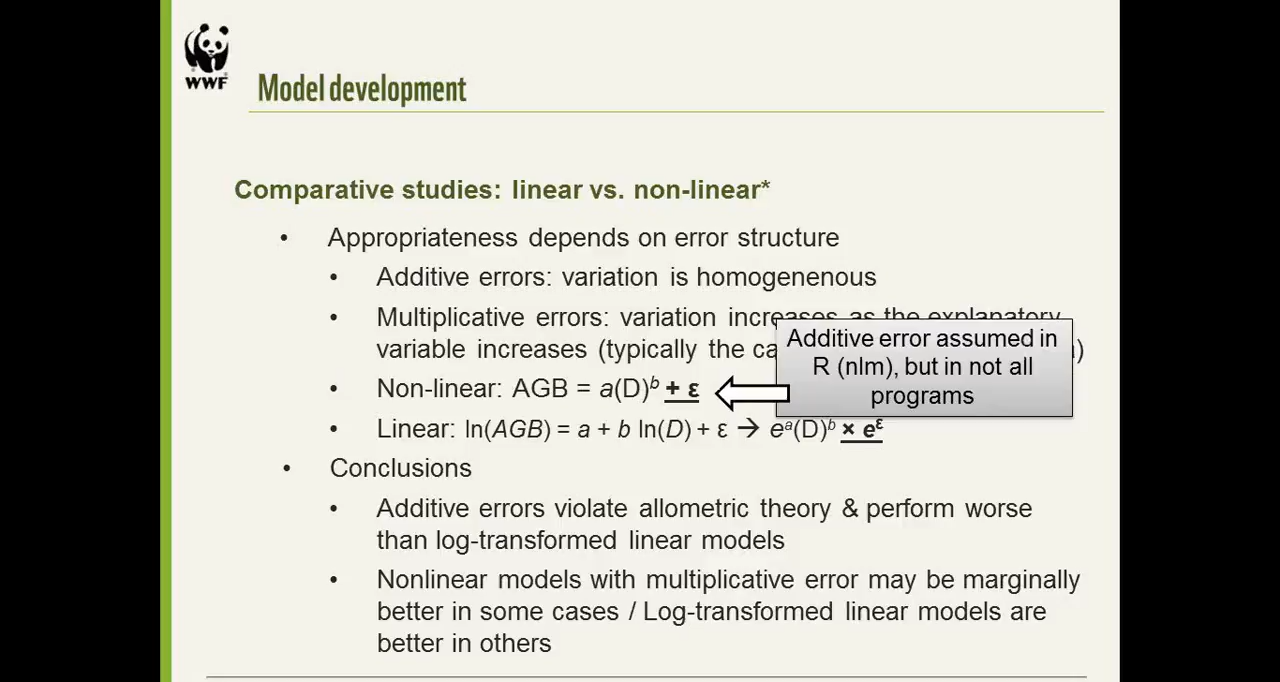 WWF
Model development
Comparative studies: linear vs. non-linear*
• Appropriateness depends on error structure
• Additive errors: variation is homogenenous
• Multiplicative errors: variation increases as the explanatory
variable increases (typically the ca
)
Additive error assumed in
R (nlm), but in not all
programs
• Non-linear: AGB = a(D)ᵇ + ε
• Linear: ln(AGB) = a + b ln(D) + ε → eᵃ(D)ᵇ × e^ε
• Conclusions
• Additive errors violate allometric theory & perform worse
than log-transformed linear models
• Nonlinear models with multiplicative error may be marginally
better in some cases / Log-transformed linear models are
better in others